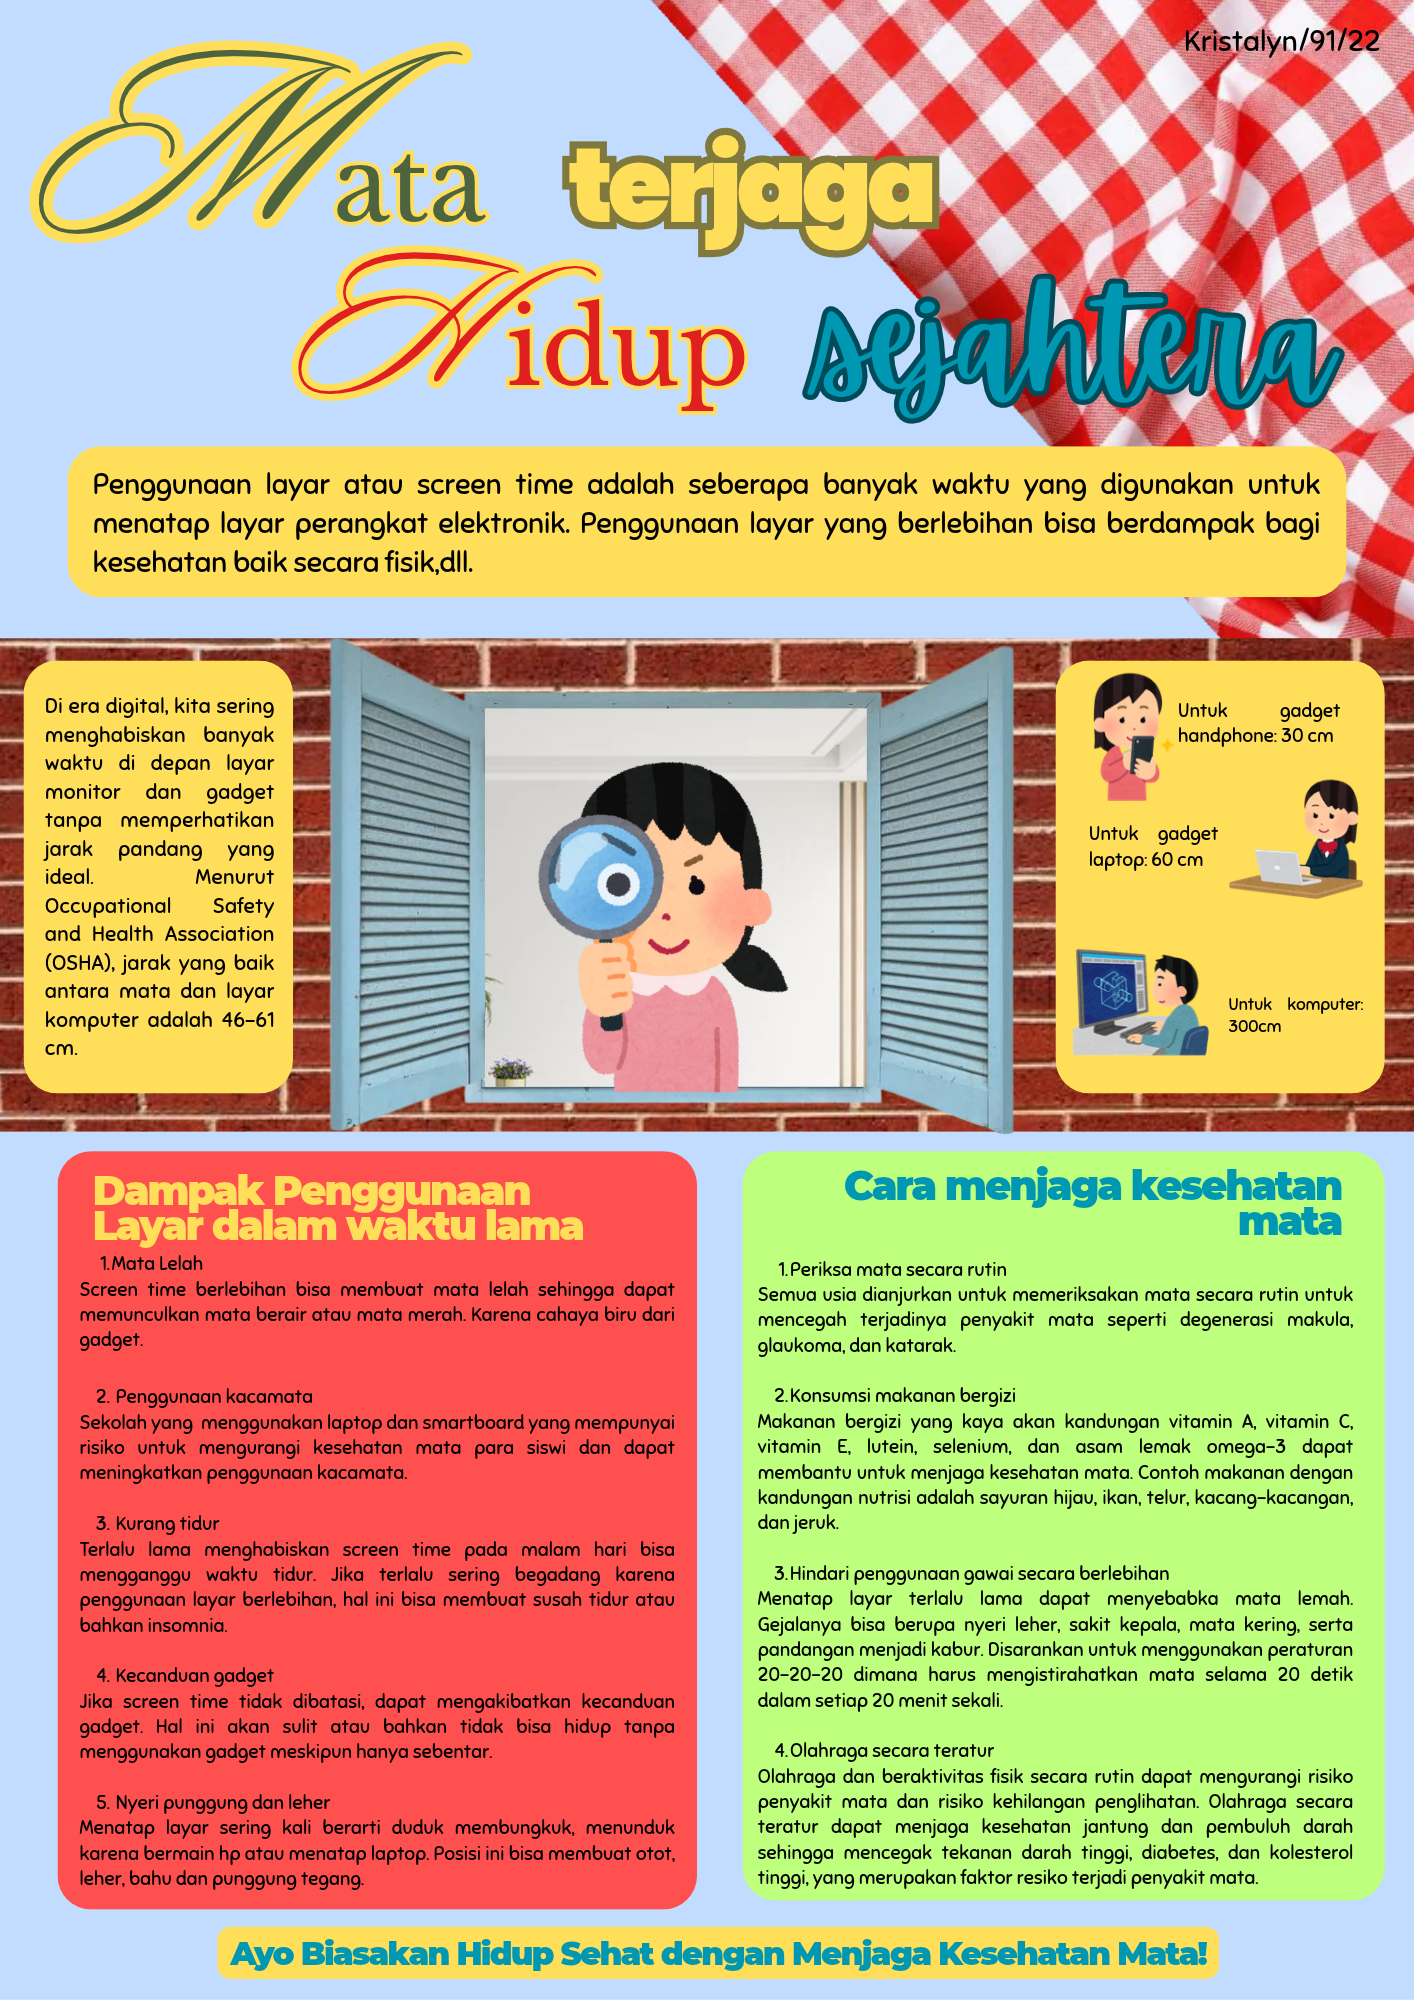 Kristalyn/91/22
Mata terjaga
Hidup sejahtera
Penggunaan layar atau screen time adalah seberapa banyak waktu yang digunakan untuk
menatap layar perangkat elektronik. Penggunaan layar yang berlebihan bisa berdampak bagi
kesehatan baik secara fisik,dll.
Di era digital, kita sering
menghabiskan banyak
waktu di depan layar
monitor dan gadget
tanpa memperhatikan
jarak pandang yang
ideal. Menurut
Occupational Safety
and Health Association
(OSHA), jarak yang baik
antara mata dan layar
komputer adalah 46-61
cm.
Untuk gadget
handphone: 30 cm
Untuk gadget
laptop: 60 cm
Untuk komputer:
300cm
Dampak Penggunaan
Layar dalam waktu lama
1.Mata Lelah
Screen time berlebihan bisa membuat mata lelah sehingga dapat
memunculkan mata berair atau mata merah. Karena cahaya biru dari
gadget.
2. Penggunaan kacamata
Sekolah yang menggunakan laptop dan smartboard yang mempunyai
risiko untuk mengurangi kesehatan mata para siswi dan dapat
meningkatkan penggunaan kacamata.
3. Kurang tidur
Terlalu lama menghabiskan screen time pada malam hari bisa
mengganggu waktu tidur. Jika terlalu sering begadang karena
penggunaan layar berlebihan, hal ini bisa membuat susah tidur atau
bahkan insomnia.
4. Kecanduan gadget
Jika screen time tidak dibatasi, dapat mengakibatkan kecanduan
gadget. Hal ini akan sulit atau bahkan tidak bisa hidup tanpa
menggunakan gadget meskipun hanya sebentar.
5. Nyeri punggung dan leher
Menatap layar sering kali berarti duduk membungkuk, menunduk
karena bermain hp atau menatap laptop. Posisi ini bisa membuat otot,
leher, bahu dan punggung tegang.
Cara menjaga kesehatan
mata
1.Periksa mata secara rutin
Semua usia dianjurkan untuk memeriksakan mata secara rutin untuk
mencegah terjadinya penyakit mata seperti degenerasi makula,
glaukoma, dan katarak.
2.Konsumsi makanan bergizi
Makanan bergizi yang kaya akan kandungan vitamin A, vitamin C,
vitamin E, lutein, selenium, dan asam lemak omega-3 dapat
membantu untuk menjaga kesehatan mata. Contoh makanan dengan
kandungan nutrisi adalah sayuran hijau, ikan, telur, kacang-kacangan,
dan jeruk.
3.Hindari penggunaan gawai secara berlebihan
Menatap layar terlalu lama dapat menyebabka mata lemah.
Gejalanya bisa berupa nyeri leher, sakit kepala, mata kering, serta
pandangan menjadi kabur. Disarankan untuk menggunakan peraturan
20-20-20 dimana harus mengistirahatkan mata selama 20 detik
dalam setiap 20 menit sekali.
4.Olahraga secara teratur
Olahraga dan beraktivitas fisik secara rutin dapat mengurangi risiko
penyakit mata dan risiko kehilangan penglihatan. Olahraga secara
teratur dapat menjaga kesehatan jantung dan pembuluh darah
sehingga mencegak tekanan darah tinggi, diabetes, dan kolesterol
tinggi, yang merupakan faktor resiko terjadi penyakit mata.
Ayo Biasakan Hidup Sehat dengan Menjaga Kesehatan Mata!